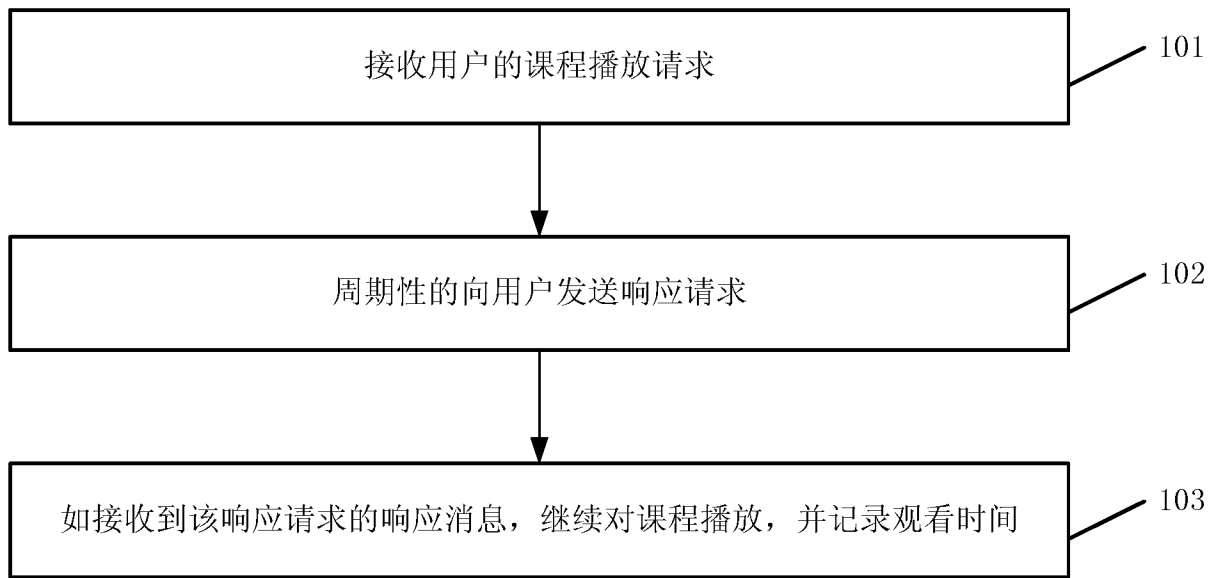 接收用户的课程播放请求
101
周期性的向用户发送响应请求
102
如接收到该响应请求的响应消息，继续对课程播放，并记录观看时间
103